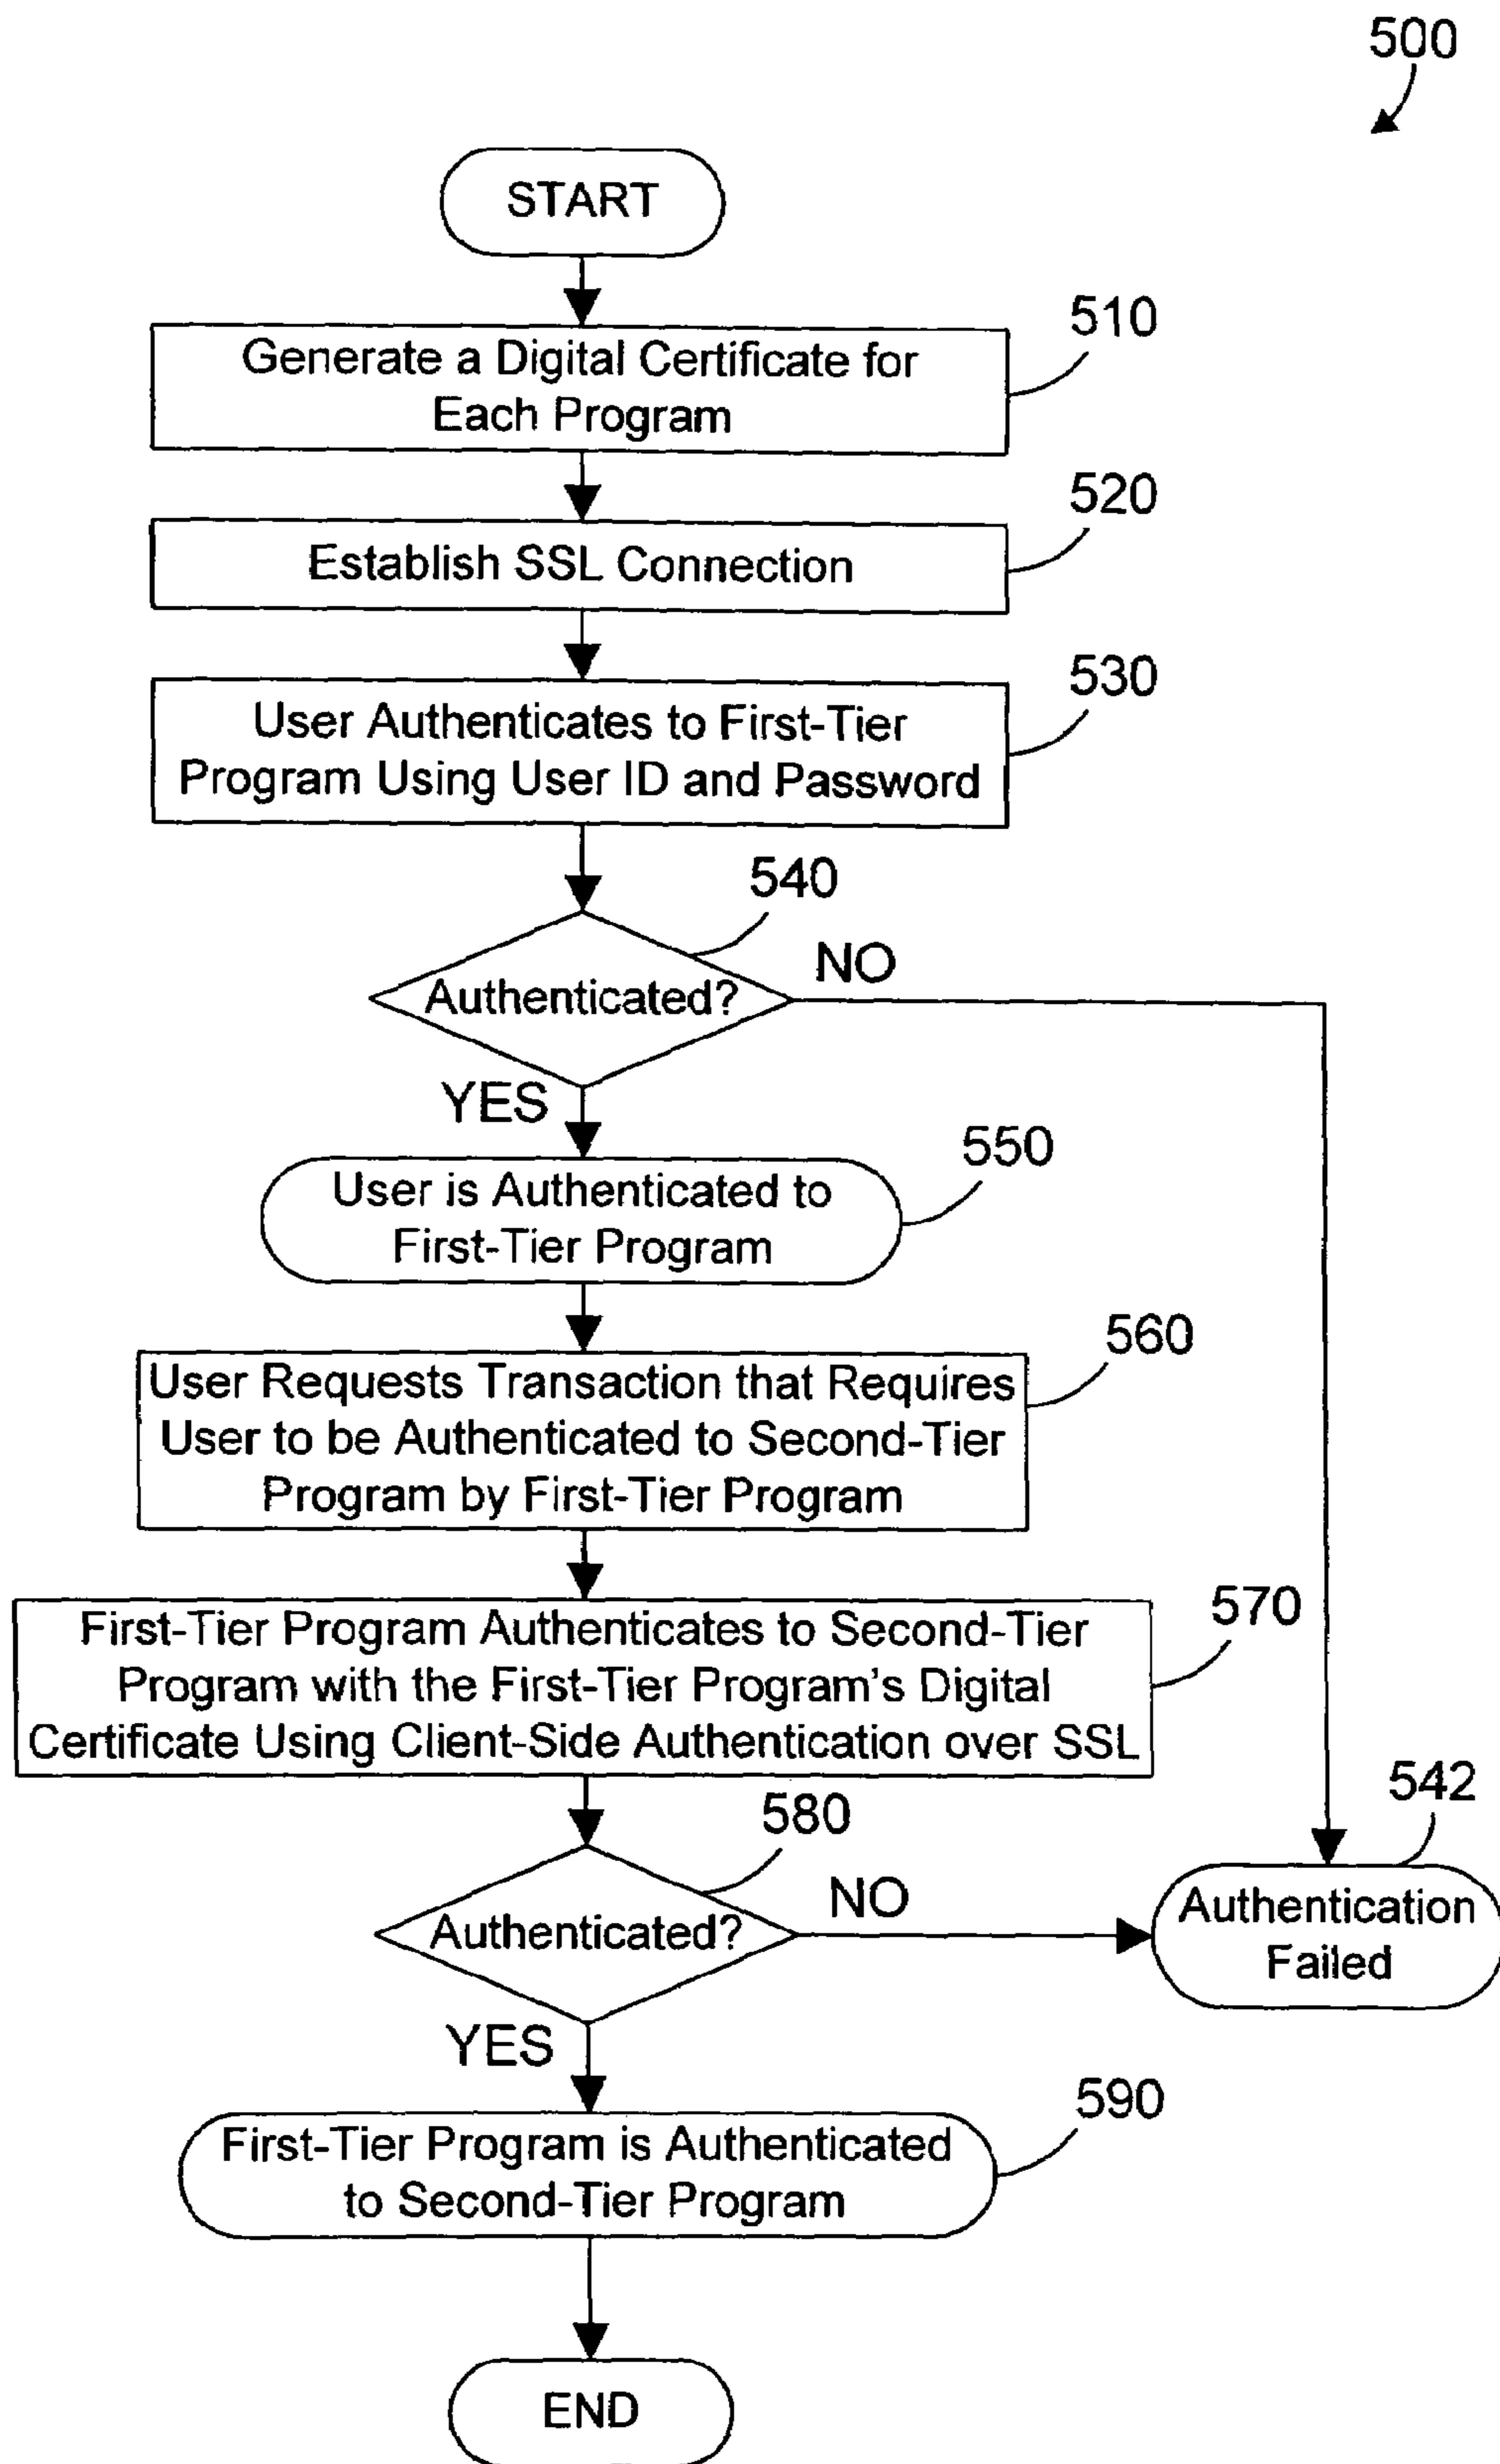 500
START
510
Generate a Digital Certificate for
Each Program
520
Establish SSL Connection
530
User Authenticates to First-Tier
Program Using User ID and Password
540
Authenticated?
NO
YES
550
User is Authenticated to
First-Tier Program
560
User Requests Transaction that Requires
User to be Authenticated to Second-Tier
Program by First-Tier Program
570
First-Tier Program Authenticates to Second-Tier
Program with the First-Tier Program's Digital
Certificate Using Client-Side Authentication over SSL
580
Authenticated?
NO
542
Authentication
Failed
YES
590
First-Tier Program is Authenticated
to Second-Tier Program
END